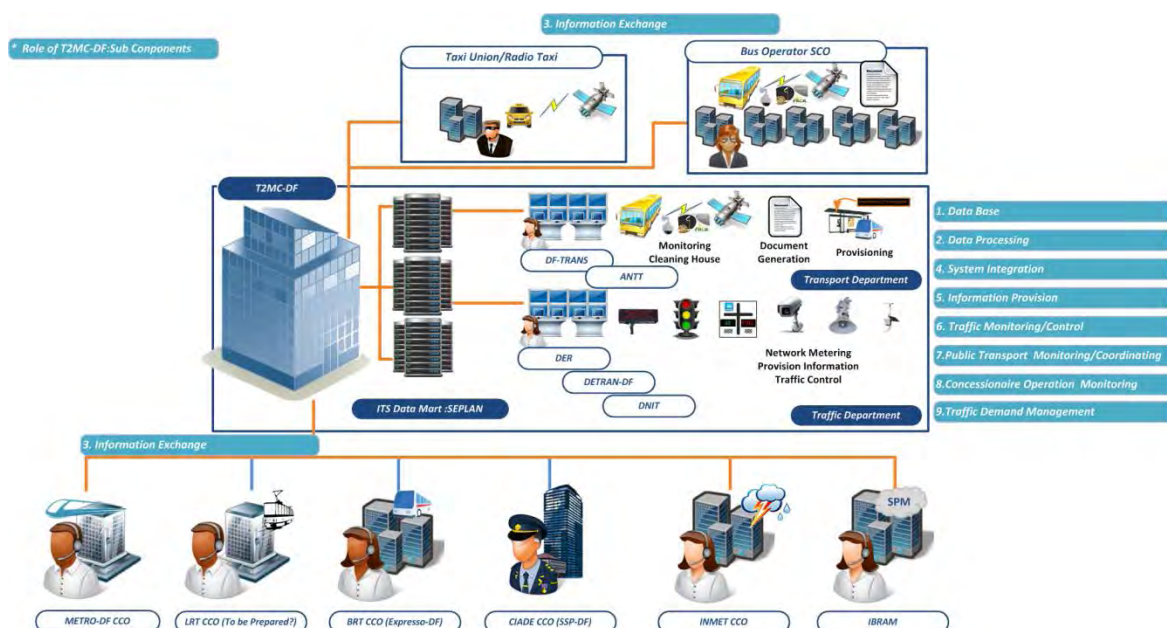 3. Information Exchange
* Role of T2MC-DF:Sub Conponents
Taxi Union/Radio Taxi
Bus Operator SCO
T2MC-DF
Monitoring
Cleaning House
Document
Generation
Provisioning
DF-TRANS
ANTT
Transport Department
DER
DETRAN-DF
DNIT
Network Metering
Provision Information
Traffic Control
ITS Data Mart :SEPLAN
Traffic Department
1. Data Base
2. Data Processing
4. System Integration
5. Information Provision
6. Traffic Monitoring/Control
7.Public Transport Monitoring/Coordinating
8.Concessionaire Operation Monitoring
9.Traffic Demand Management
3. Information Exchange
SPM
METRO-DF CCO
LRT CCO (To be Prepared?)
BRT CCO (Expresso-DF)
CIADE CCO (SSP-DF)
INMET CCO
IBRAM